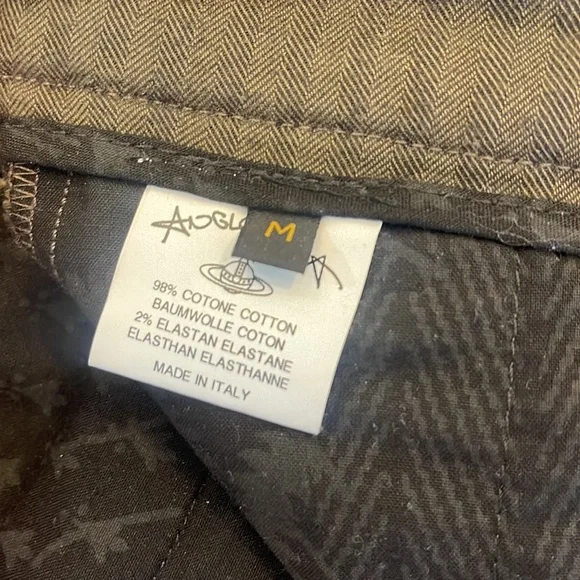 M
98% COTONE COTTON
BAUMWOLLE COTON
2% ELASTAN ELASTANE
ELASTHAN ELASTHANNE
MADE IN ITALY